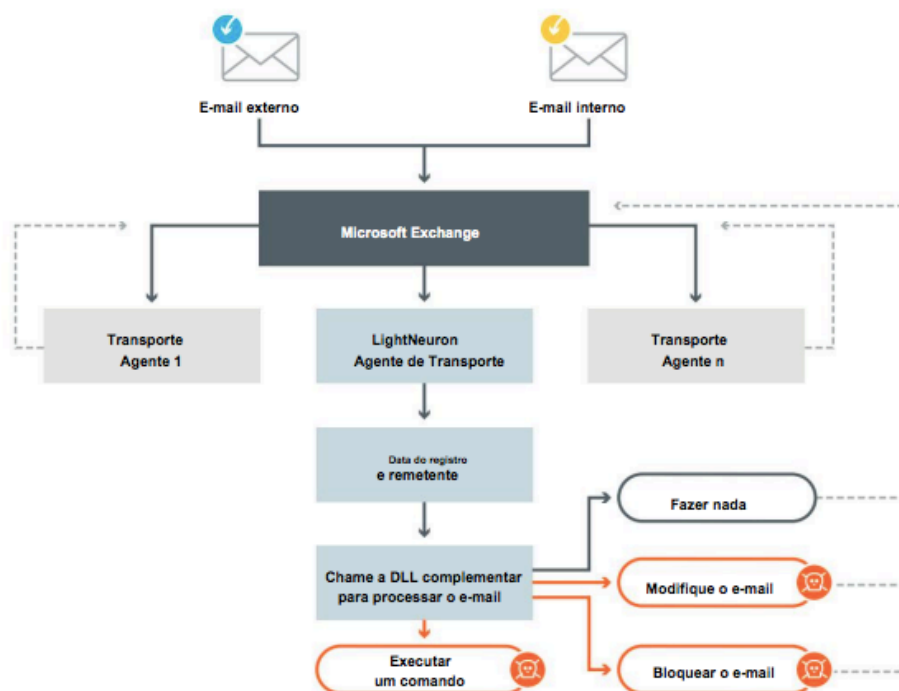 E-mail externo
E-mail interno
Microsoft Exchange
Transporte
Agente 1
LightNeuron
Agente de Transporte
Transporte
Agente n
Data do registro
e remetente
Fazer nada
Chame a DLL complementar
para processar o e-mail
Modifique o e-mail
Executar
um comando
Bloquear o e-mail